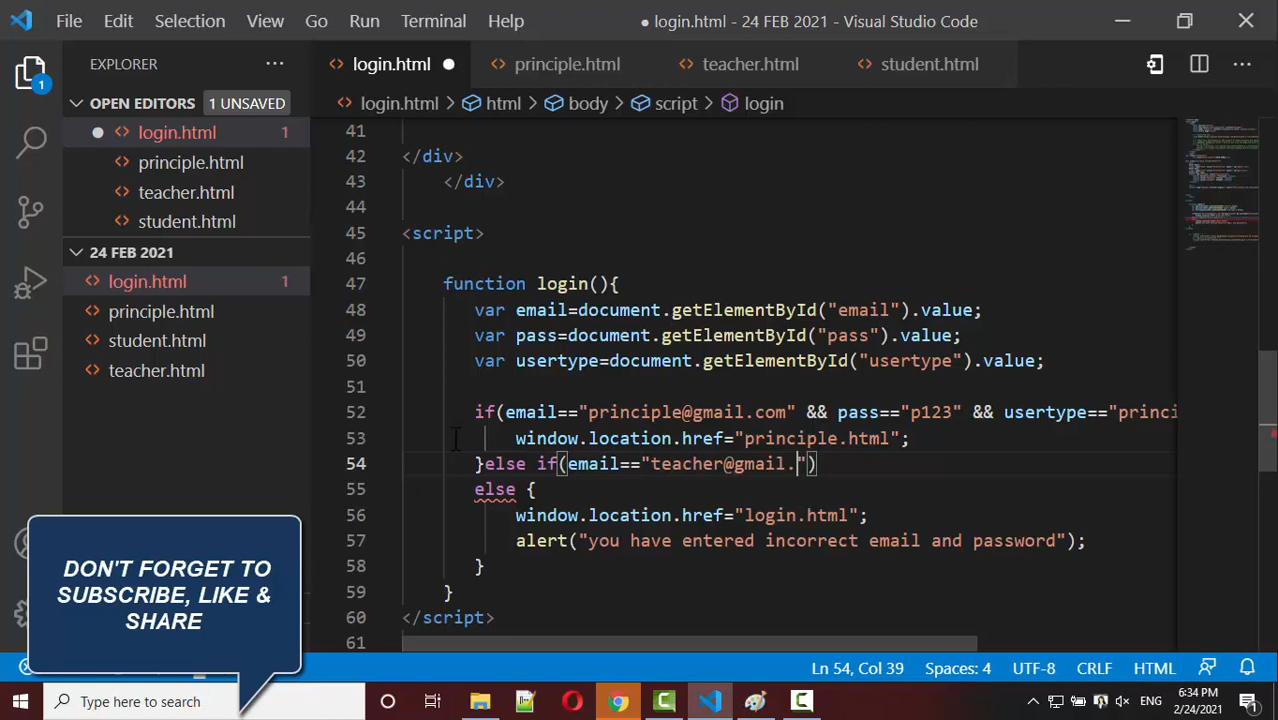 File Edit Selection View Go Run Terminal Help ● login.html - 24 FEB 2021 - Visual Studio Code
EXPLORER ...
login.html principle.html teacher.html student.html ...
OPEN EDITORS 1 UNSAVED
login.html > html > body > script > login
login.html 1
principle.html
teacher.html
student.html
24 FEB 2021
login.html 1
principle.html
student.html
teacher.html
1
41
42 </div>
43 </div>
44
45 <script>
46
47 function login(){
48 var email=document.getElementById("email").value;
49 var pass=document.getElementById("pass").value;
50 var usertype=document.getElementById("usertype").value;
51
52 if(email=="principle@gmail.com" && pass=="p123" && usertype=="princi
53 window.location.href="principle.html";
54 }else if(email=="teacher@gmail.")
55 else {
56 window.location.href="login.html";
57 alert("you have entered incorrect email and password");
58 }
59 }
60 </script>
61
DON'T FORGET TO
SUBSCRIBE, LIKE &
SHARE
Ln 54, Col 39 Spaces: 4 UTF-8 CRLF HTML
Type here to search
ENG
6:34 PM
2/24/2021
1